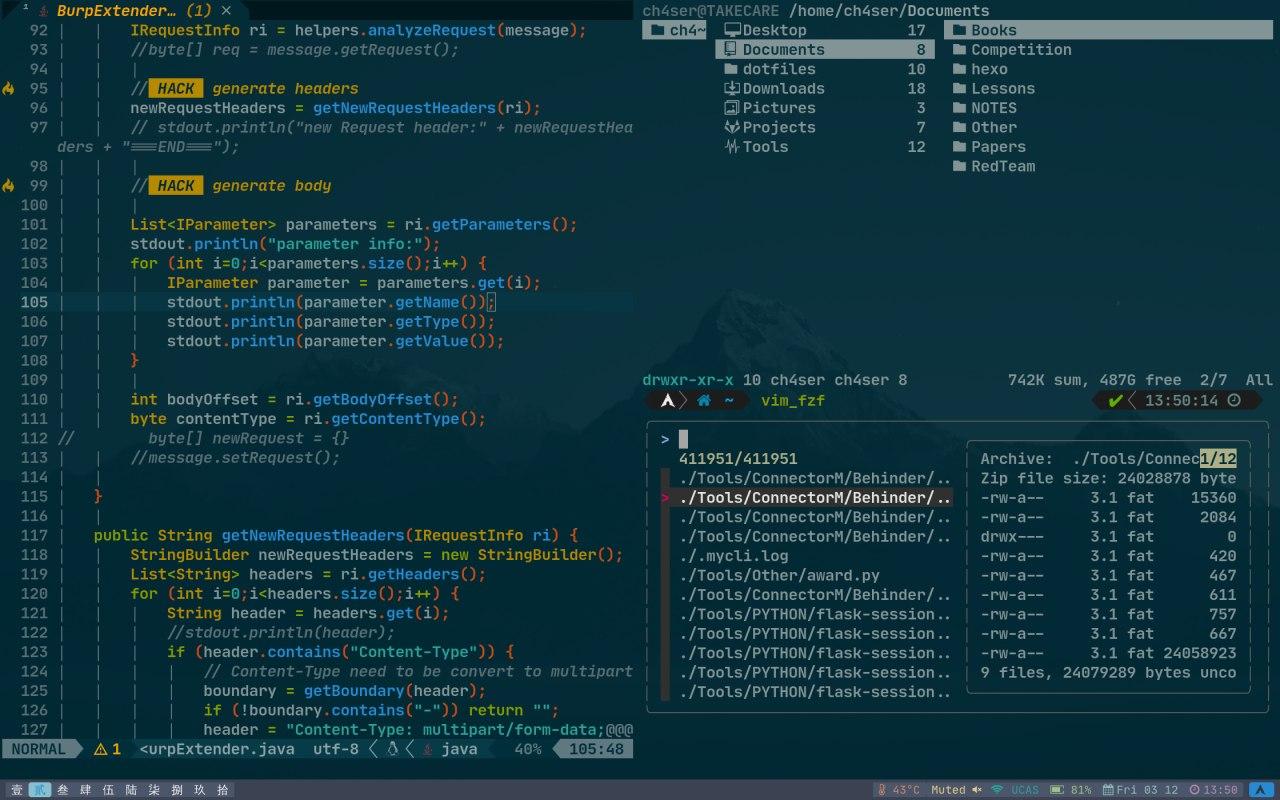 1 BurpExtender… (1) ×
92 IRequestInfo ri = helpers.analyzeRequest(message);
93 //byte[] req = message.getRequest();
94
95 // HACK generate headers
96 newRequestHeaders = getNewRequestHeaders(ri);
97 // stdout.println("new Request header:" + newRequestHea
ders + "===END===");
98
99 // HACK generate body
100
101 List<IParameter> parameters = ri.getParameters();
102 stdout.println("parameter info:");
103 for (int i=0;i<parameters.size();i++) {
104 IParameter parameter = parameters.get(i);
105 stdout.println(parameter.getName());
106 stdout.println(parameter.getType());
107 stdout.println(parameter.getValue());
108 }
109
110 int bodyOffset = ri.getBodyOffset();
111 byte contentType = ri.getContentType();
112 // byte[] newRequest = {}
113 //message.setRequest();
114
115 }
116
117 public String getNewRequestHeaders(IRequestInfo ri) {
118 StringBuilder newRequestHeaders = new StringBuilder();
119 List<String> headers = ri.getHeaders();
120 for (int i=0;i<headers.size();i++) {
121 String header = headers.get(i);
122 //stdout.println(header);
123 if (header.contains("Content-Type")) {
124 // Content-Type need to be convert to multipart
125 boundary = getBoundary(header);
126 if (!boundary.contains("-")) return "";
127 header = "Content-Type: multipart/form-data;@@@
NORMAL 1 <urpExtender.java utf-8 java 40% 105:48
ch4ser@TAKECARE /home/ch4ser/Documents
ch4~ Desktop 17 Books
Documents 8 Competition
dotfiles 10 hexo
Downloads 18 Lessons
Pictures 3 NOTES
Projects 7 Other
Tools 12 Papers
RedTeam
drwxr-xr-x 10 ch4ser ch4ser 8 742K sum, 487G free 2/7 All
~ vim_fzf ✔ 13:50:14
>
411951/411951
./Tools/ConnectorM/Behinder/..
> ./Tools/ConnectorM/Behinder/..
./Tools/ConnectorM/Behinder/..
./.mycli.log
./Tools/Other/award.py
./Tools/ConnectorM/Behinder/..
./Tools/PYTHON/flask-session..
./Tools/PYTHON/flask-session..
./Tools/PYTHON/flask-session..
./Tools/PYTHON/flask-session..
./Tools/PYTHON/flask-session..
./Tools/PYTHON/flask-session..
Archive: ./Tools/Connec1/12
Zip file size: 24028878 byte
-rw-a-- 3.1 fat 15360
-rw-a-- 3.1 fat 2084
drwx--- 3.1 fat 0
-rw-a-- 3.1 fat 420
-rw-a-- 3.1 fat 467
-rw-a-- 3.1 fat 611
-rw-a-- 3.1 fat 757
-rw-a-- 3.1 fat 667
-rw-a-- 3.1 fat 24058923
9 files, 24079289 bytes unco
壹 贰 叁 肆 伍 陆 柒 捌 玖 拾
43°C Muted UCAS 81% Fri 03 12 13:50